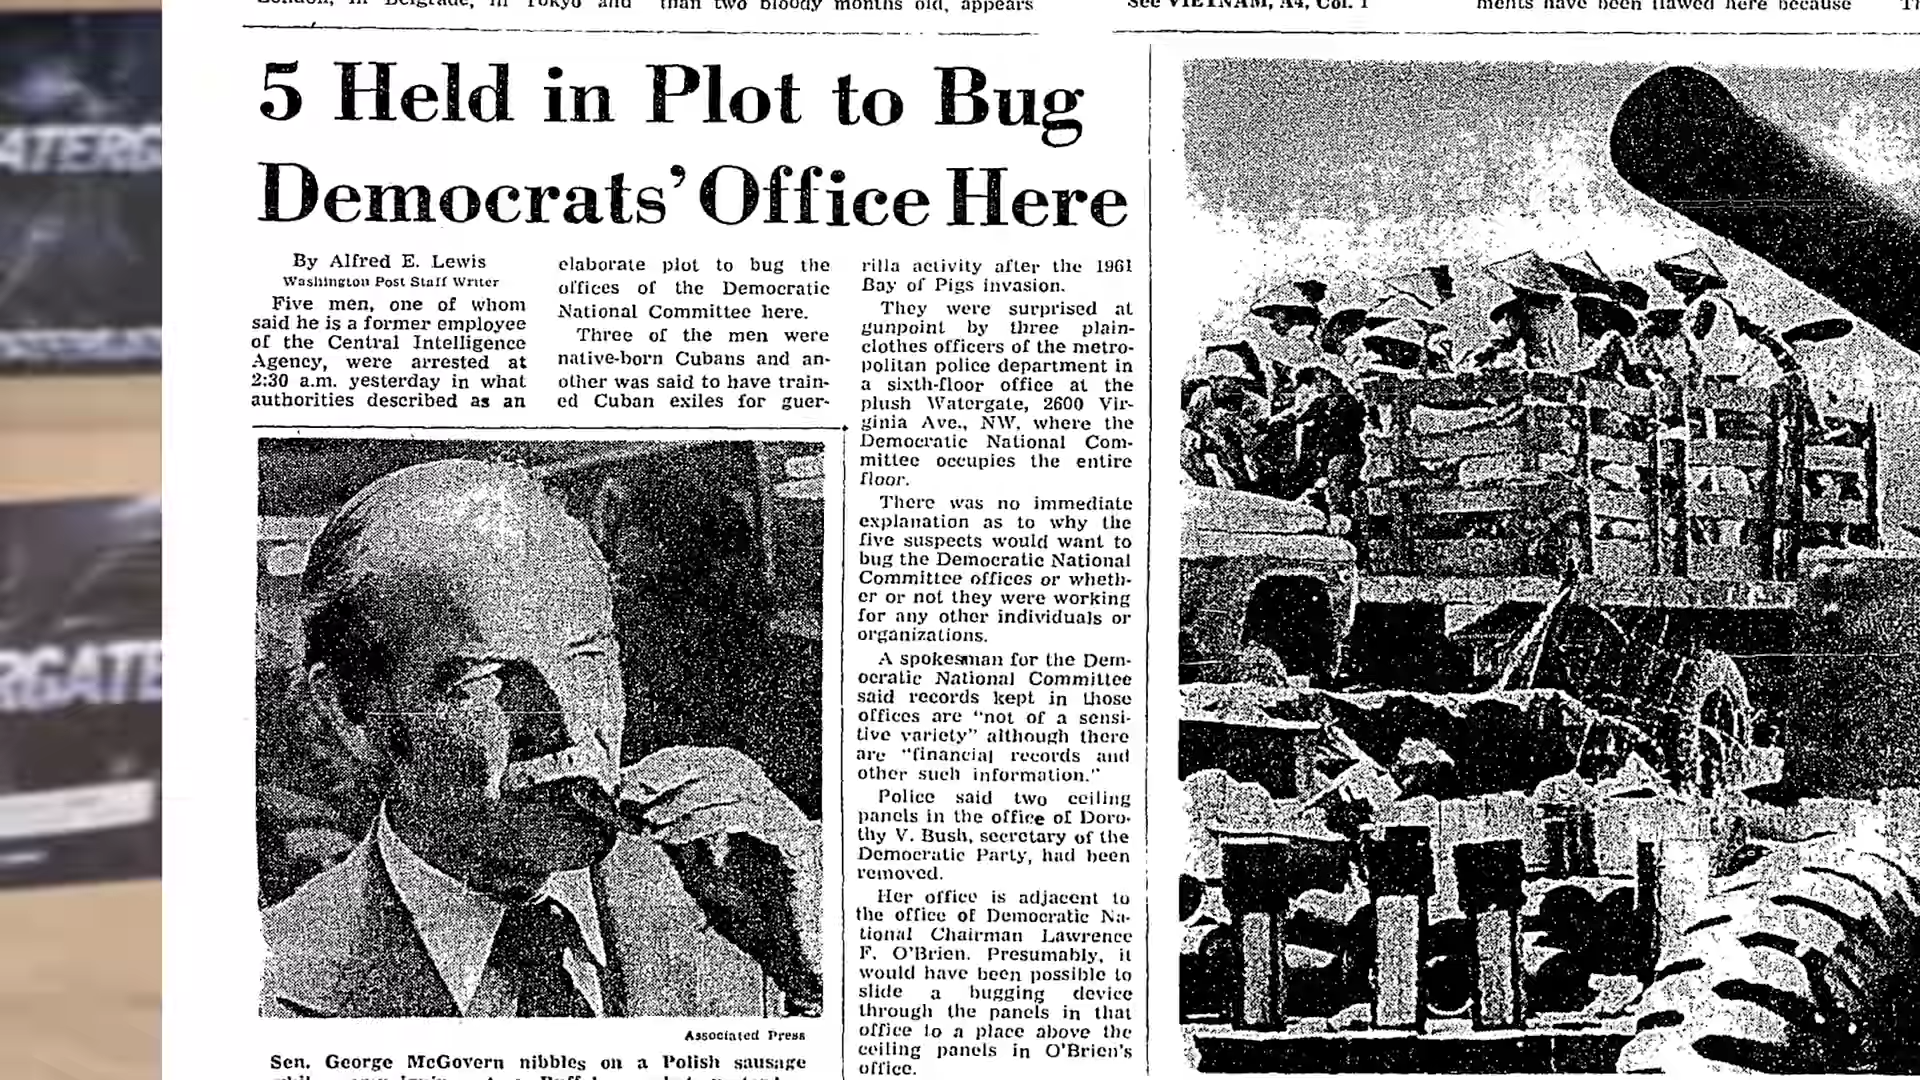 London, in Belgrade, in Tokyo and
than two bloody months old, appears
See VIETNAM, A4, Col. 1
ments have been flawed here because
5 Held in Plot to Bug
Democrats' Office Here
By Alfred E. Lewis
Washington Post Staff Writer
Five men, one of whom
said he is a former employee
of the Central Intelligence
Agency, were arrested at
2:30 a.m. yesterday in what
authorities described as an
elaborate plot to bug the
offices of the Democratic
National Committee here.
Three of the men were
native-born Cubans and an-
other was said to have train-
ed Cuban exiles for guer-
rilla activity after the 1961
Bay of Pigs invasion.
They were surprised at
gunpoint by three plain-
clothes officers of the metro-
politan police department in
a sixth-floor office at the
plush Watergate, 2600 Vir-
ginia Ave., NW, where the
Democratic National Com-
mittee occupies the entire
floor.
There was no immediate
explanation as to why the
five suspects would want to
bug the Democratic National
Committee offices or wheth-
er or not they were working
for any other individuals or
organizations.
A spokesman for the Dem-
ocratic National Committee
said records kept in those
offices are "not of a sensi-
tive variety" although there
are "financial records and
other such information."
Police said two ceiling
panels in the office of Doro-
thy V. Bush, secretary of the
Democratic Party, had been
removed.
Her office is adjacent to
the office of Democratic Na-
tional Chairman Lawrence
F. O'Brien. Presumably, it
would have been possible to
slide a bugging device
through the panels in that
office to a place above the
ceiling panels in O'Brien's
office.
Associated Press
Sen. George McGovern nibbles on a Polish sausage
ATERG
RGATE